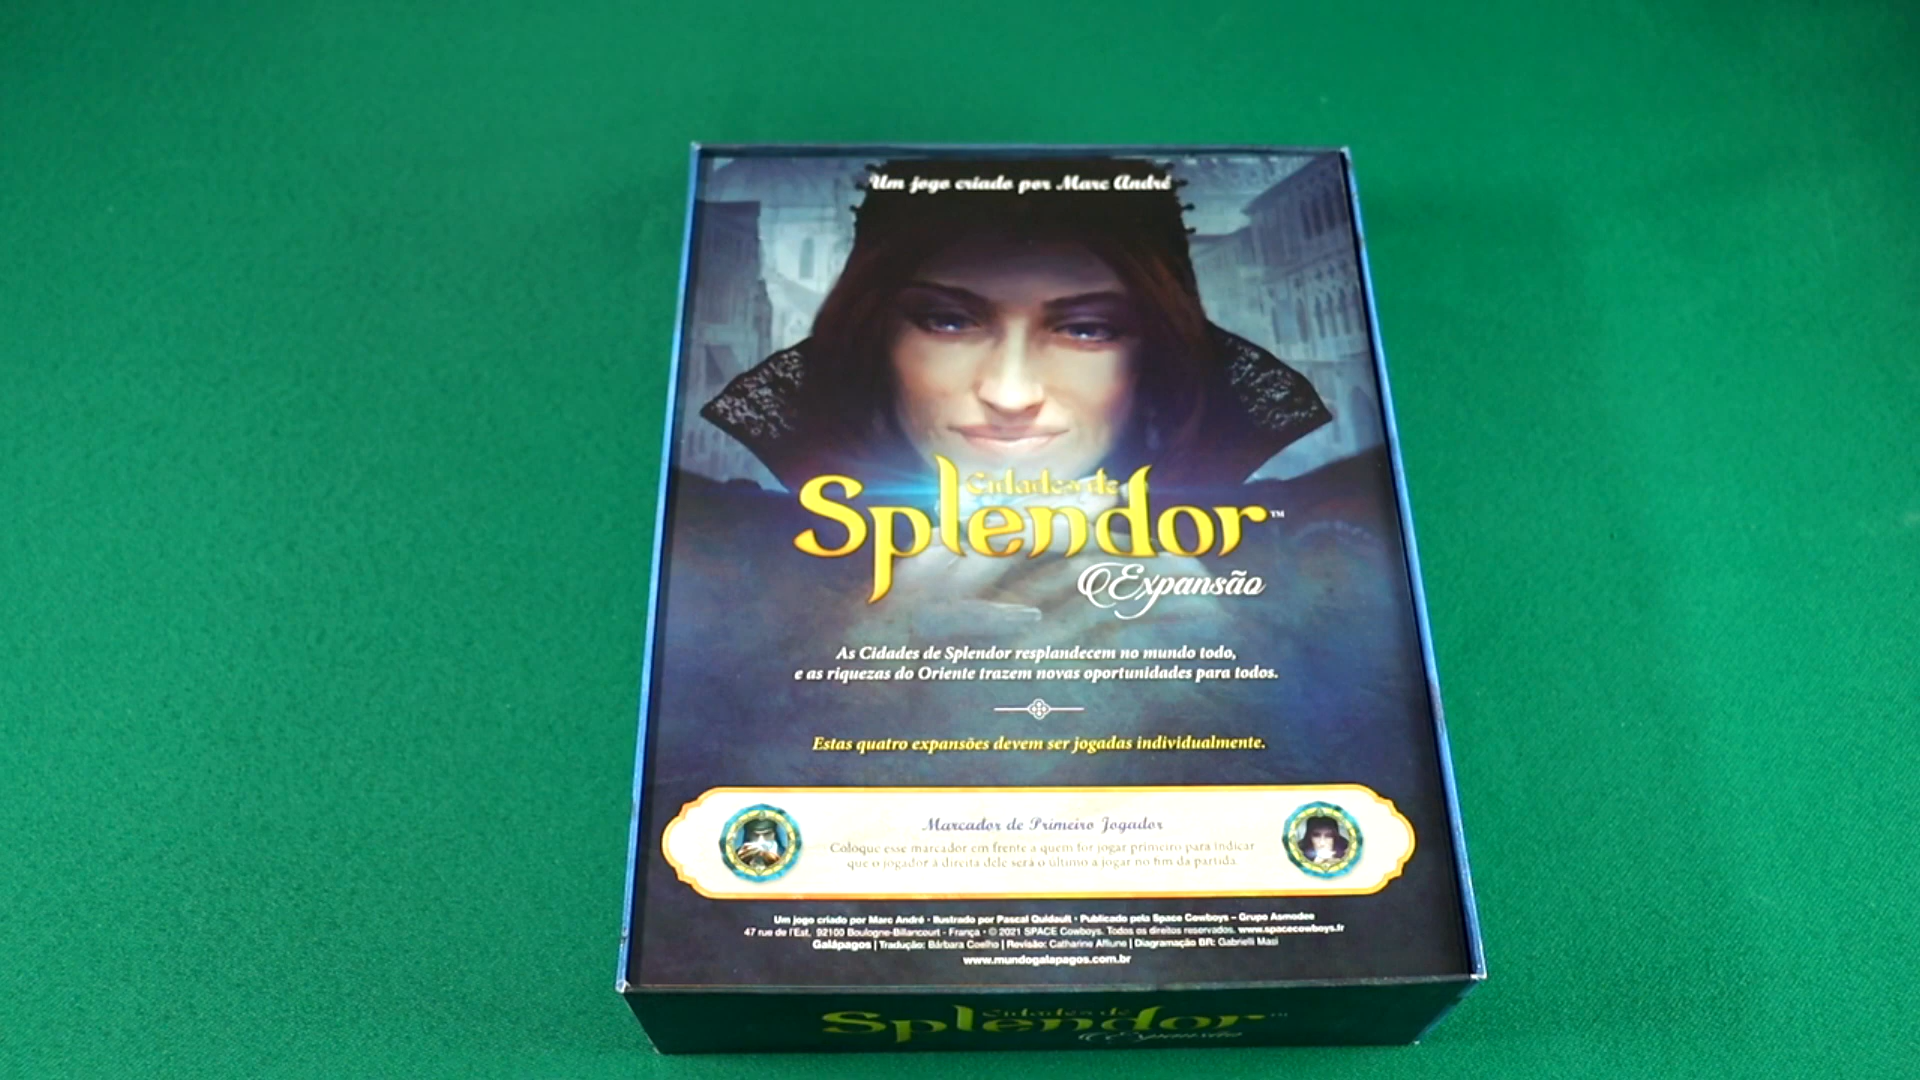 Um jogo criado por Marc André
Cidades de
Splendor™
Expansão
As Cidades de Splendor resplandecem no mundo todo,
e as riquezas do Oriente trazem novas oportunidades para todos.
Estas quatro expansões devem ser jogadas individualmente.
Marcador de Primeiro Jogador
Coloque esse marcador em frente a quem for jogar primeiro para indicar
que o jogador à direita dele será o último a jogar no fim da partida.
Um jogo criado por Marc André • Ilustrado por Pascal Quidault • Publicado pela Space Cowboys – Grupo Asmodee
47 rue de l'Est, 92100 Boulogne-Billancourt - França • © 2021 SPACE Cowboys. Todos os direitos reservados. www.spacecowboys.fr
Galápagos | Tradução: Bárbara Coelho | Revisão: Catharine Affiune | Diagramação BR: Gabrielli Masi
www.mundogalapagos.com.br
Cidades de
Splendor™
Expansão